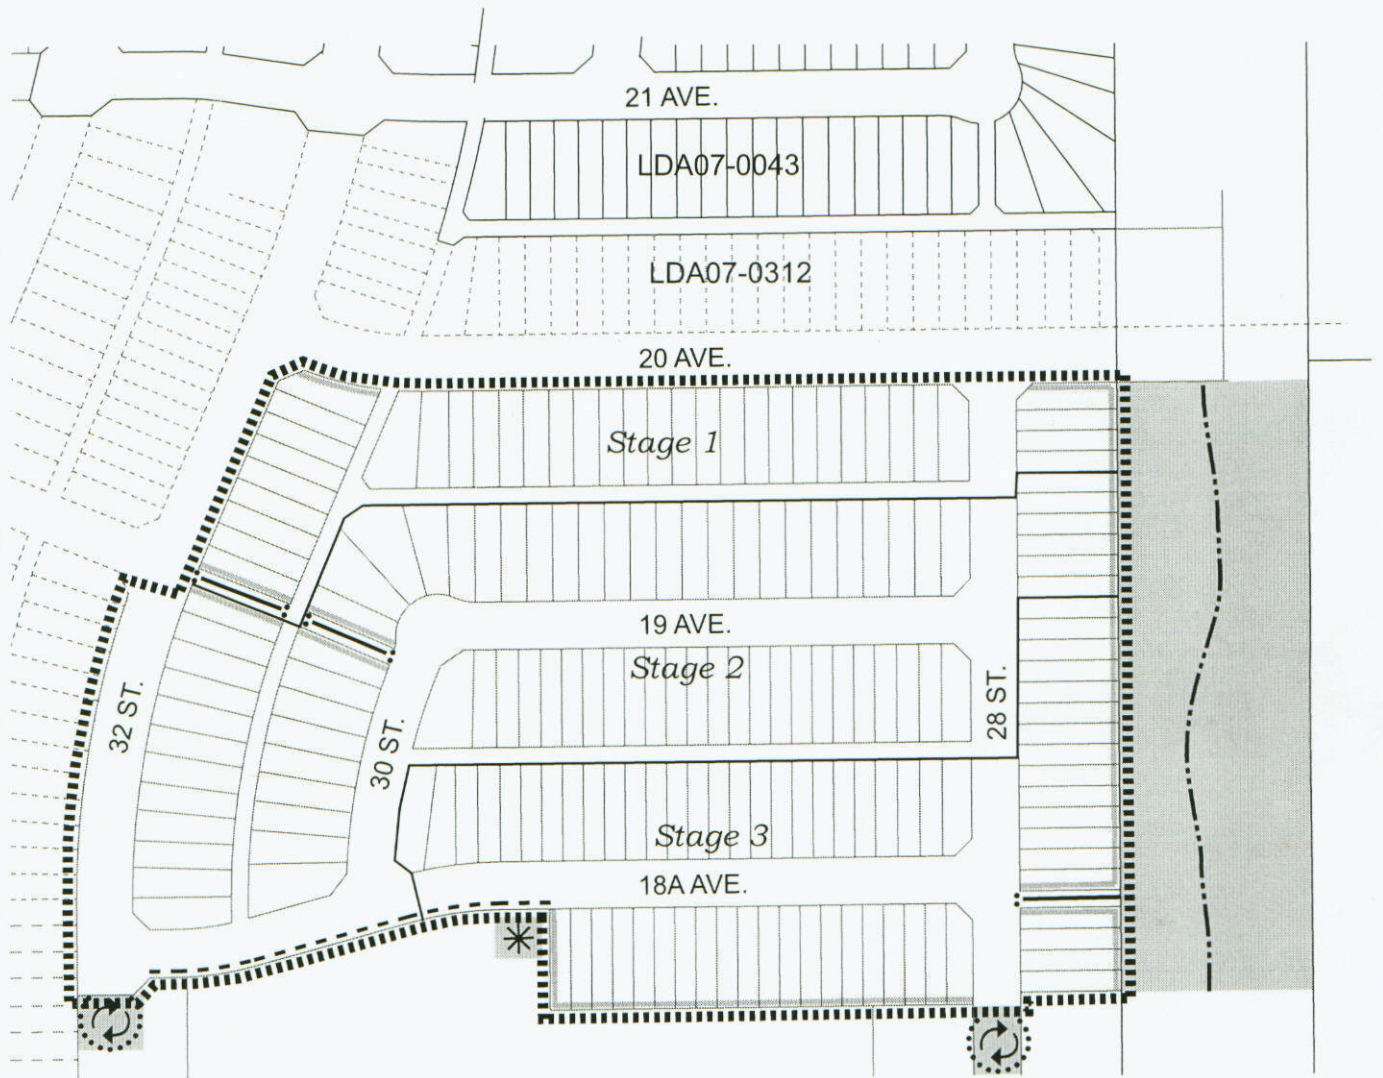 21 AVE.
LDA07-0043
LDA07-0312
20 AVE.
Stage 1
19 AVE.
Stage 2
32 ST.
30 ST.
28 ST.
Stage 3
18A AVE.